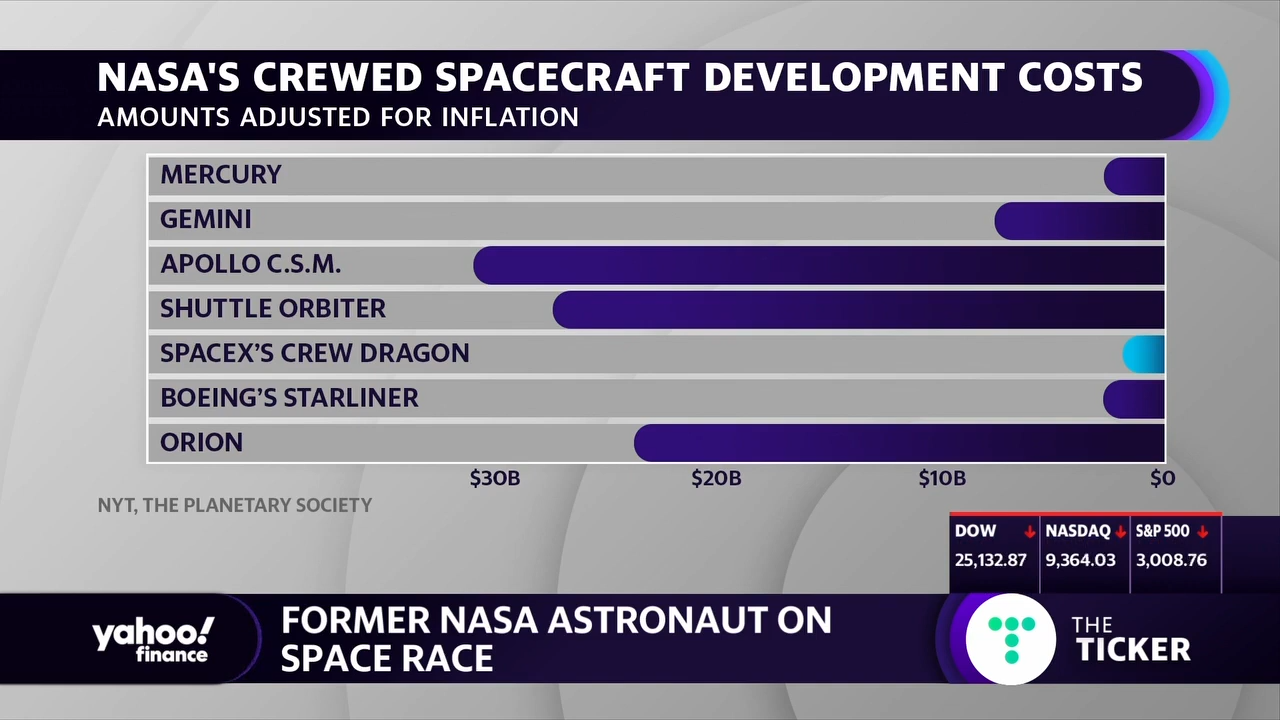 NASA'S CREWED SPACECRAFT DEVELOPMENT COSTS
AMOUNTS ADJUSTED FOR INFLATION
MERCURY
GEMINI
APOLLO C.S.M.
SHUTTLE ORBITER
SPACEX’S CREW DRAGON
BOEING’S STARLINER
ORION
$30B $20B $10B $0
NYT, THE PLANETARY SOCIETY
DOW NASDAQ S&P 500
25,132.87 9,364.03 3,008.76
yahoo!
finance
FORMER NASA ASTRONAUT ON
SPACE RACE
THE
TICKER